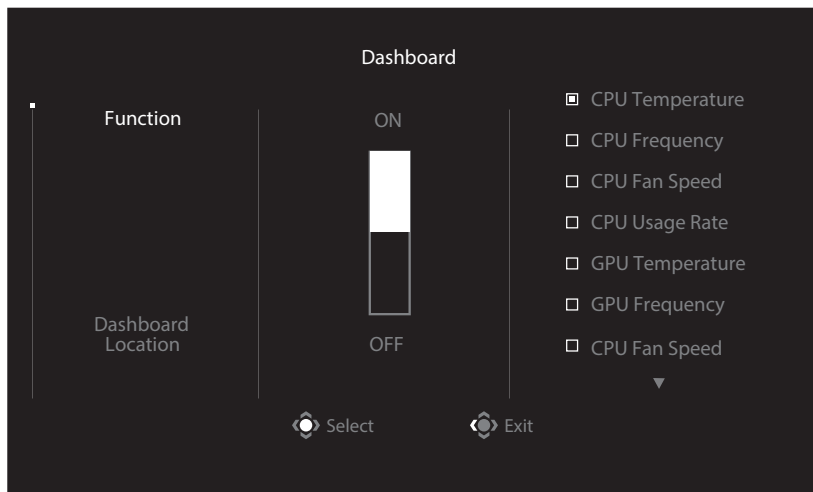 Dashboard
Function
Dashboard
Location
ON
OFF
CPU Temperature
CPU Frequency
CPU Fan Speed
CPU Usage Rate
GPU Temperature
GPU Frequency
CPU Fan Speed
Select
Exit